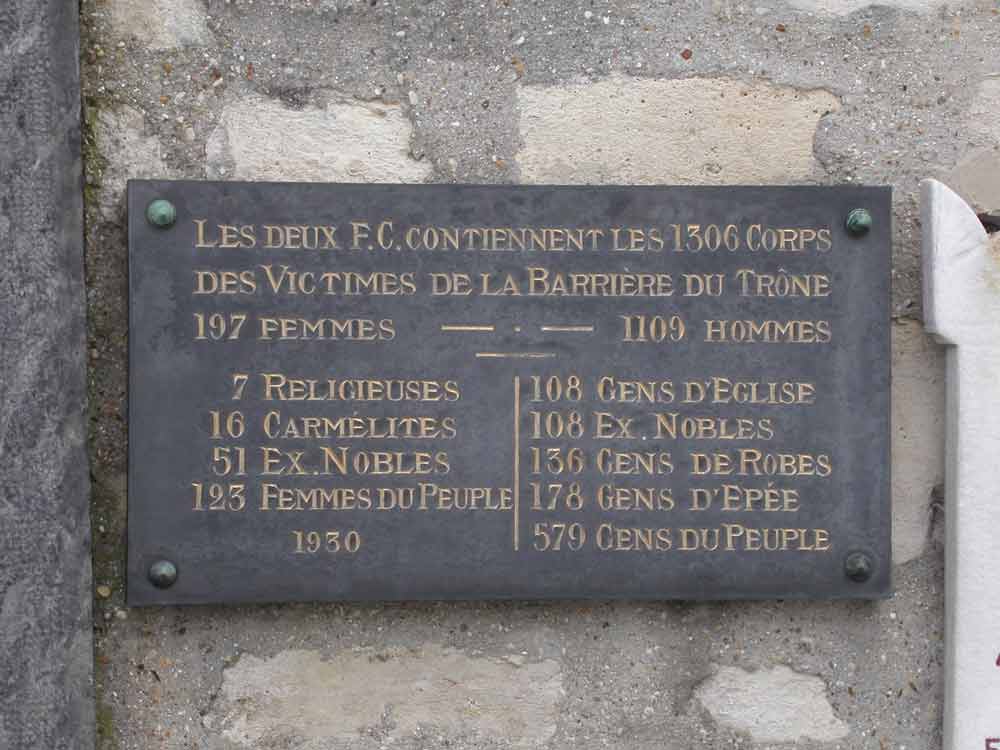 LES DEUX F.C. CONTIENNENT LES 1306 CORPS
DES VICTIMES DE LA BARRIÈRE DU TRÔNE
197 FEMMES — · — 1109 HOMMES
7 RELIGIEUSES
16 CARMÉLITES
51 EX. NOBLES
123 FEMMES DU PEUPLE
1930
108 GENS D'EGLISE
108 EX. NOBLES
136 GENS DE ROBES
178 GENS D'EPÉE
579 GENS DU PEUPLE